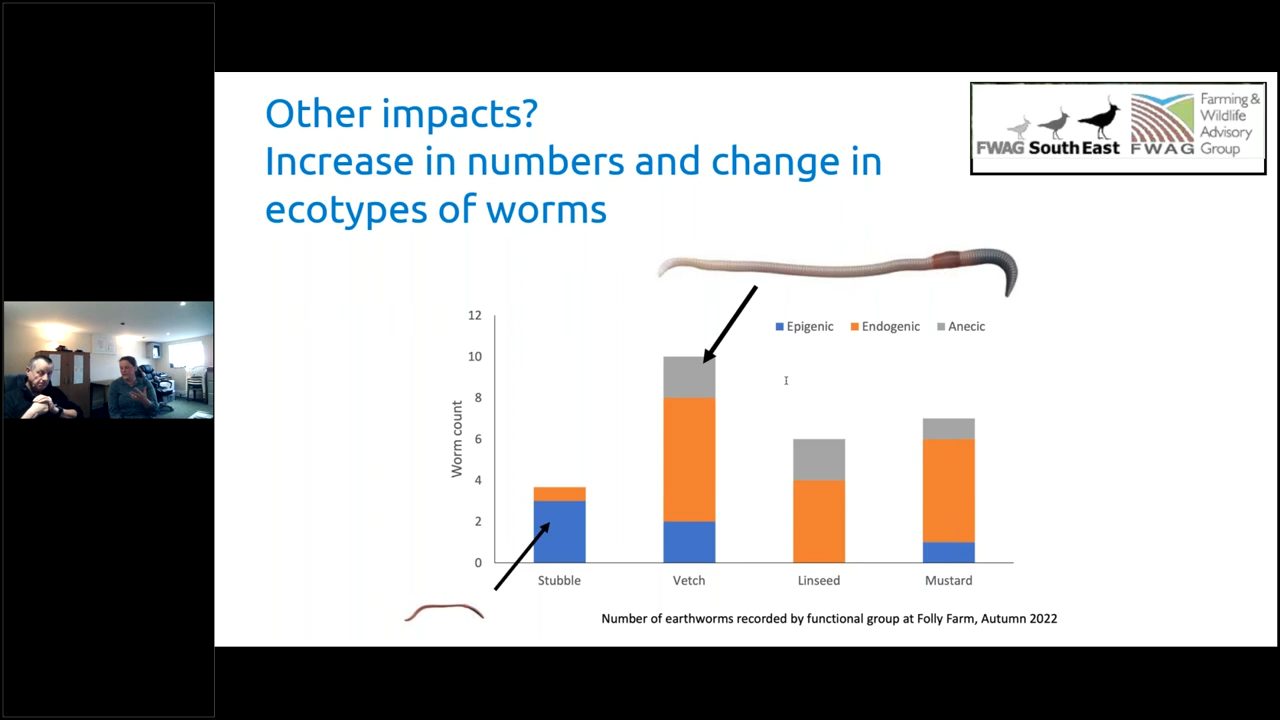 Other impacts?
Increase in numbers and change in
ecotypes of worms
FWAG South East
FWAG
Farming &
Wildlife
Advisory
Group
Epigenic
Endogenic
Anecic
Worm count
12
10
8
6
4
2
0
Stubble
Vetch
Linseed
Mustard
Number of earthworms recorded by functional group at Folly Farm, Autumn 2022